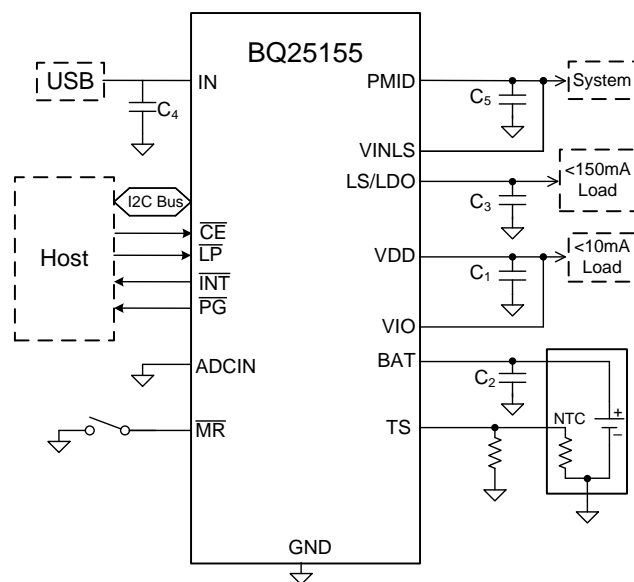 BQ25155
USB
IN
C4
PMID
C5
System
VINLS
I2C Bus
LS/LDO
C3
<150mA
Load
Host
CE
LP
INT
PG
VDD
C1
<10mA
Load
VIO
ADCIN
BAT
C2
MR
TS
NTC
+
−
GND